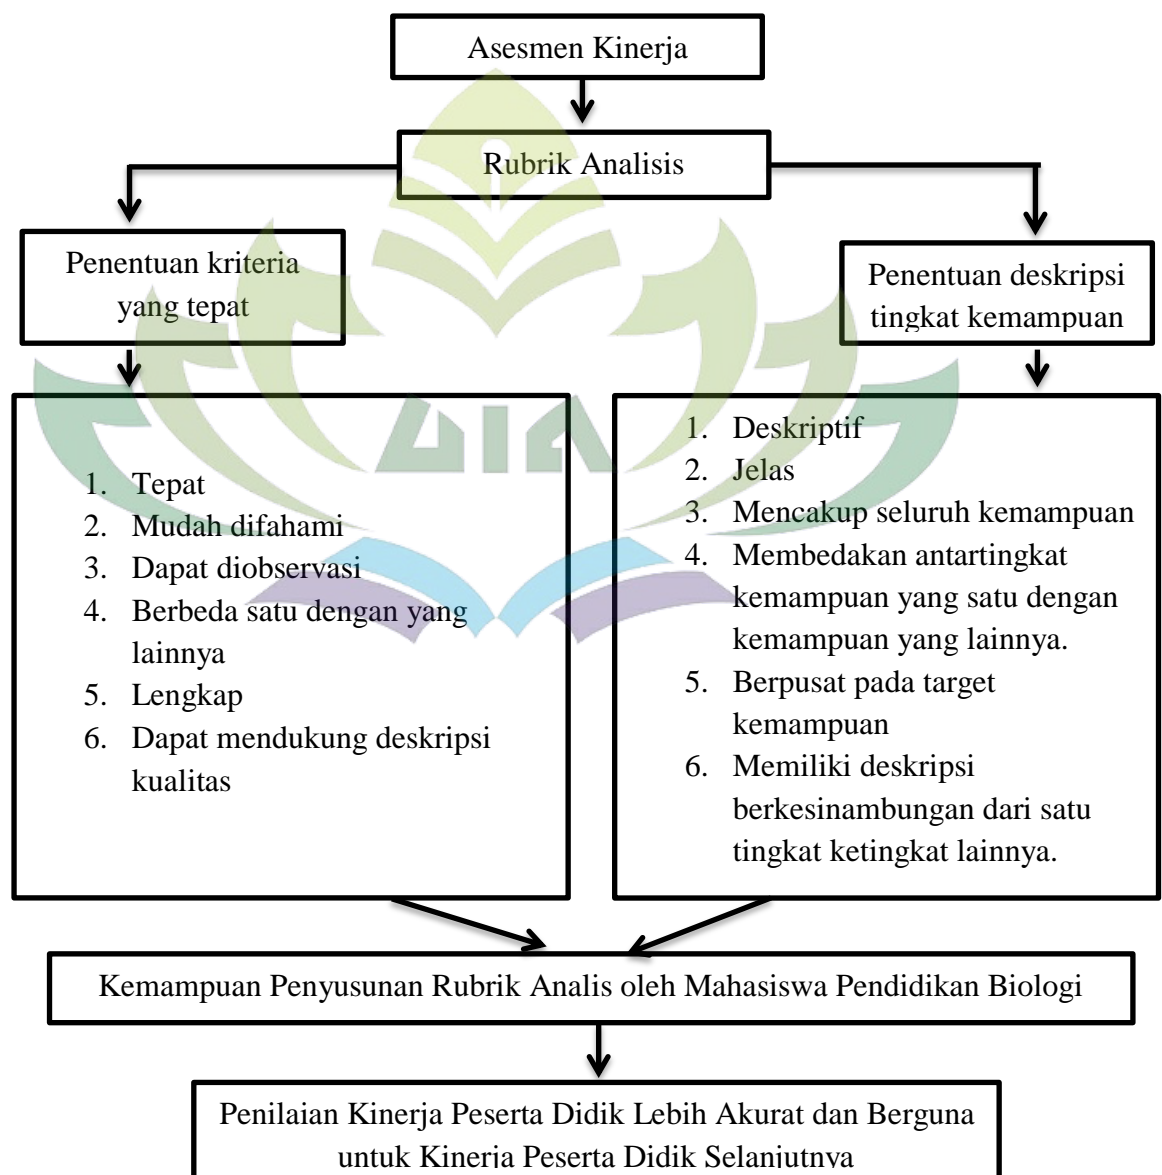 Asesmen Kinerja
Rubrik Analisis
Penentuan kriteria
yang tepat
Penentuan deskripsi
tingkat kemampuan
1. Tepat
2. Mudah difahami
3. Dapat diobservasi
4. Berbeda satu dengan yang
lainnya
5. Lengkap
6. Dapat mendukung deskripsi
kualitas
1. Deskriptif
2. Jelas
3. Mencakup seluruh kemampuan
4. Membedakan antartingkat
kemampuan yang satu dengan
kemampuan yang lainnya.
5. Berpusat pada target
kemampuan
6. Memiliki deskripsi
berkesinambungan dari satu
tingkat ketingkat lainnya.
Kemampuan Penyusunan Rubrik Analis oleh Mahasiswa Pendidikan Biologi
Penilaian Kinerja Peserta Didik Lebih Akurat dan Berguna
untuk Kinerja Peserta Didik Selanjutnya
UIN